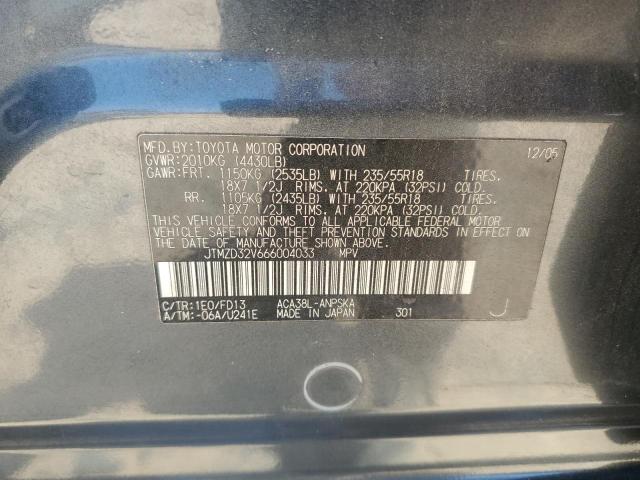 MFD.BY:TOYOTA MOTOR CORPORATION 12/05
GVWR:2010KG (4430LB)
GAWR:FRT. 1150KG (2535LB) WITH 235/55R18 TIRES.
18X7 1/2J RIMS, AT 220KPA (32PSI) COLD.
RR. 1105KG (2435LB) WITH 235/55R18 TIRES
18X7 1/2J RIMS, AT 220KPA (32PSI) COLD.
THIS VEHICLE CONFORMS TO ALL APPLICABLE FEDERAL MOTOR
VEHICLE SAFETY AND THEFT PREVENTION STANDARDS IN EFFECT ON THE
DATE OF MANUFACTURE SHOWN ABOVE.
JTMZD32V666004033 MPV
C/TR:1E0/FD13 ACA38L-ANPSKA
A/TM:-06A/U241E MADE IN JAPAN 301 J